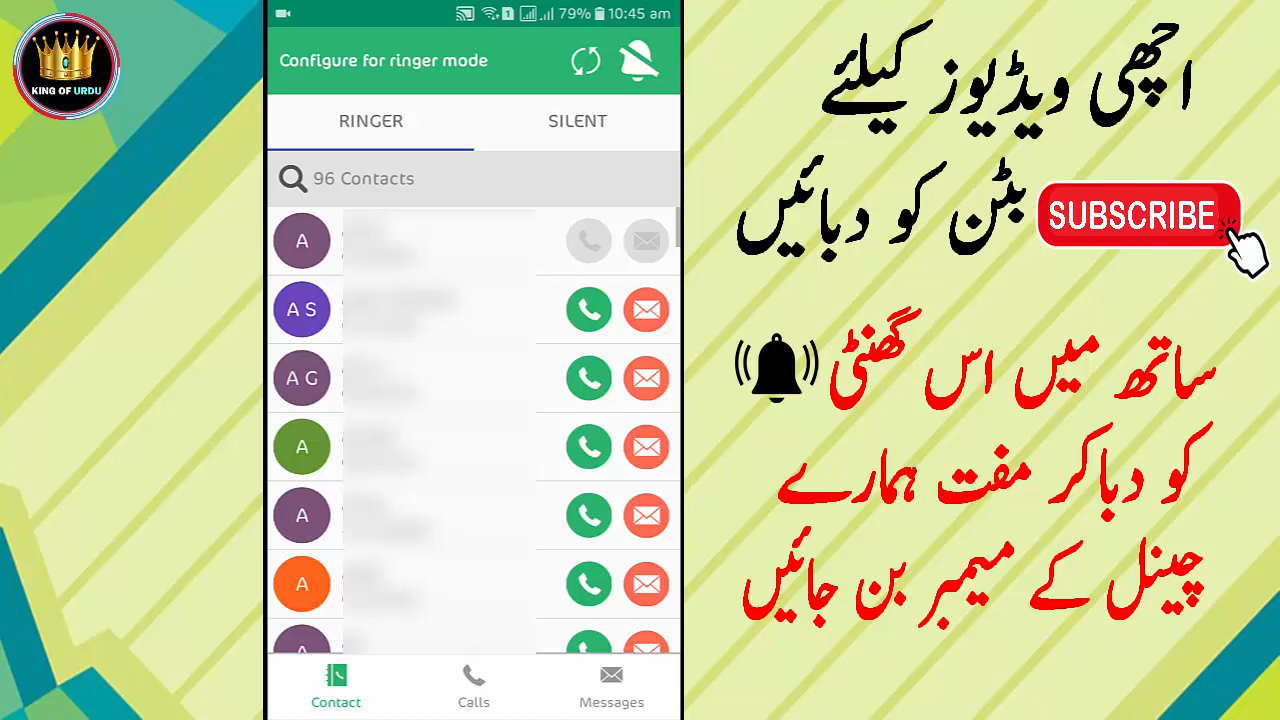 KING OF URDU
79% 10:45 am
Configure for ringer mode
RINGER SILENT
96 Contacts
A
A S
A G
A
A
A
A
Contact Calls Messages
اچھی ویڈیوز کیلئے
بٹن کو دبائیں
SUBSCRIBE
ساتھ میں اس گھنٹی
کو دباکر مفت ہمارے
چینل کے میمبر بن جائیں